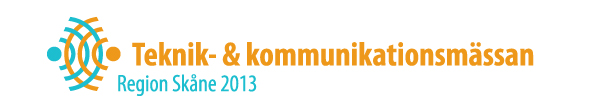 Teknik- & kommunikationsmässan
Region Skåne 2013